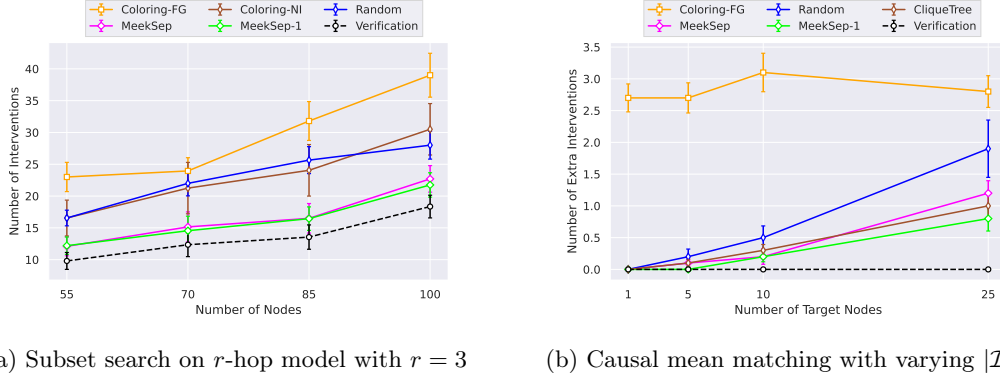 Coloring-FG Coloring-NI Random
MeekSep MeekSep-1 Verification
Number of Interventions
40
35
30
25
20
15
10
55 70 85 100
Number of Nodes
a) Subset search on r-hop model with r = 3
Coloring-FG Random CliqueTree
MeekSep MeekSep-1 Verification
Number of Extra Interventions
3.5
3.0
2.5
2.0
1.5
1.0
0.5
0.0
1 5 10 25
Number of Target Nodes
(b) Causal mean matching with varying |